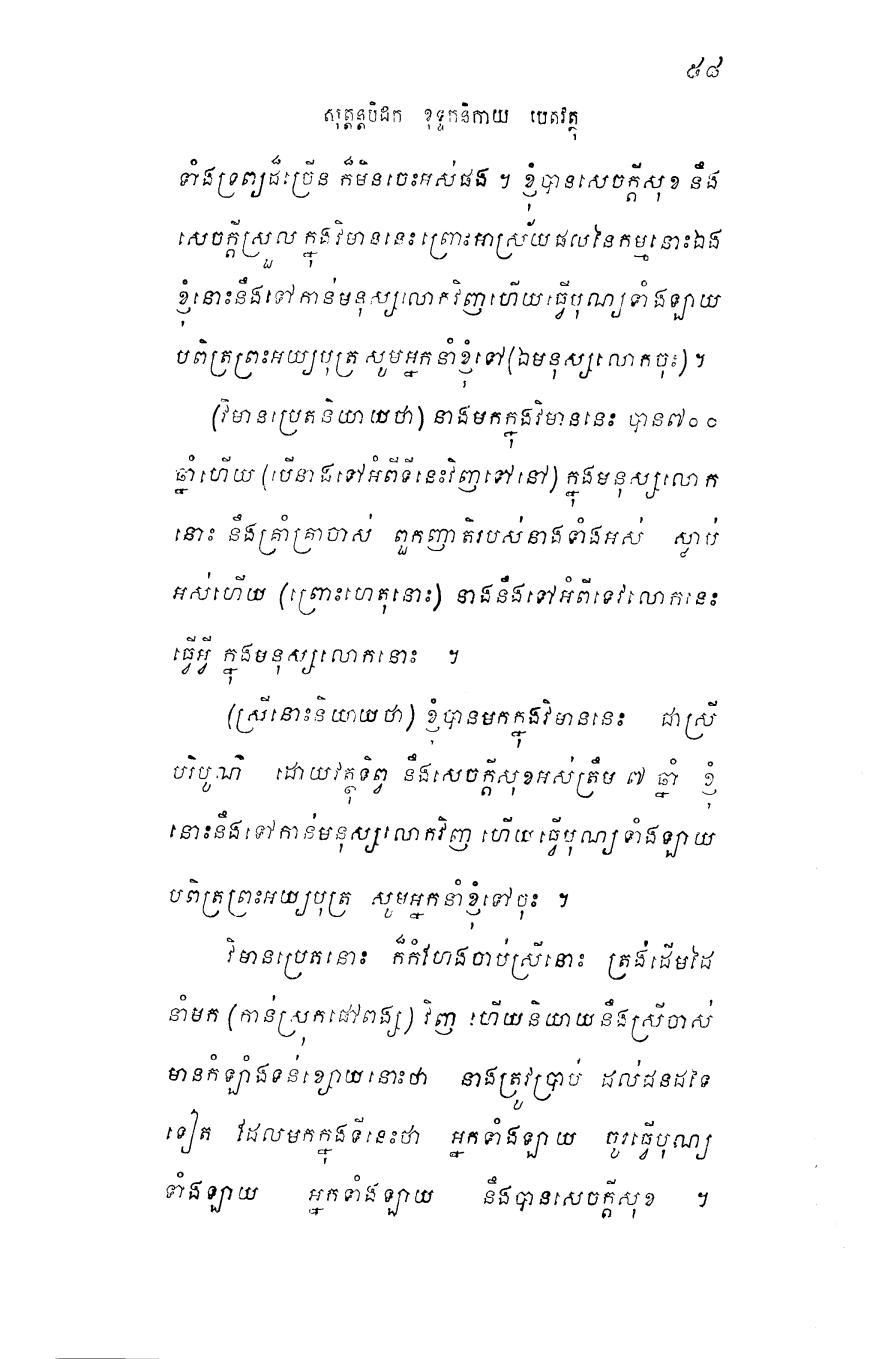 ៥៨
សុត្តន្តបិដក ខុទ្ទកនិកាយ បេតវត្ថុ
ទាំងទ្រព្យដ៏ច្រើន ក៏មិនចេះអស់ផង ។ ខ្ញុំបានសេចក្តីសុខ នឹង
សេចក្តីស្រួល ក្នុងវិមាននេះ ព្រោះអាស្រ័យផលនៃកម្មនោះឯង
ខ្ញុំនោះនឹងទៅកាន់មនុស្សលោកវិញ ហើយធ្វើបុណ្យទាំងឡាយ
បពិត្រព្រះអយ្យបុត្រ សូមអ្នកនាំខ្ញុំទៅ (ឯមនុស្សលោកចុះ) ។
(វិមានប្រេតនិយាយថា) នាងមកក្នុងវិមាននេះ បាន៧០០
ឆ្នាំហើយ (បើនាងទៅអំពីទីនេះវិញទៅនៅ) ក្នុងមនុស្សលោក
នោះ នឹងគ្រាំគ្រាចាស់ ពួកញាតិរបស់នាងទាំងអស់ ស្លាប់
អស់ហើយ (ព្រោះហេតុនោះ) នាងនឹងទៅអំពីទេវលោកនេះ
ធ្វើអ្វី ក្នុងមនុស្សលោកនោះ ។
(ស្រីនោះនិយាយថា) ខ្ញុំបានមកក្នុងវិមាននេះ ជាស្រី
បរិបូណ៌ ដោយវត្ថុទិព្វ នឹងសេចក្តីសុខអស់ត្រឹម ៧ ឆ្នាំ ខ្ញុំ
នោះនឹងទៅកាន់មនុស្សលោកវិញ ហើយធ្វើបុណ្យទាំងឡាយ
បពិត្រព្រះអយ្យបុត្រ សូមអ្នកនាំខ្ញុំទៅចុះ ។
វិមានប្រេតនោះ ក៏កំហែងចាប់ស្រីនោះ ត្រង់ដើមដៃ
នាំមក (កាន់ស្រុកដៅពង្ស) វិញ ហើយនិយាយនឹងស្រីចាស់
មានកំឡាំងទន់ខ្សោយនោះថា នាងត្រូវប្រាប់ ដល់ជនដទៃ
ទៀត ដែលមកក្នុងទីនេះថា អ្នកទាំងឡាយ ចូរធ្វើបុណ្យ
ទាំងឡាយ អ្នកទាំងឡាយ នឹងបានសេចក្តីសុខ ។